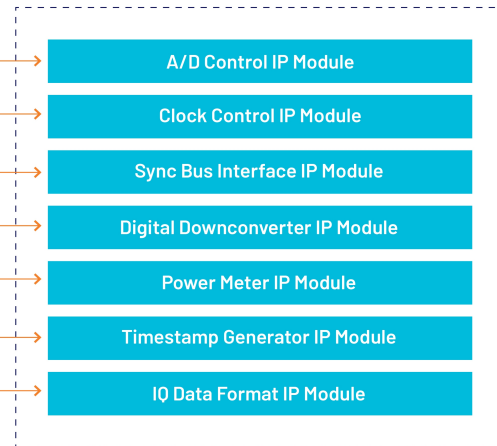 A/D Control IP Module
Clock Control IP Module
Sync Bus Interface IP Module
Digital Downconverter IP Module
Power Meter IP Module
Timestamp Generator IP Module
IQ Data Format IP Module